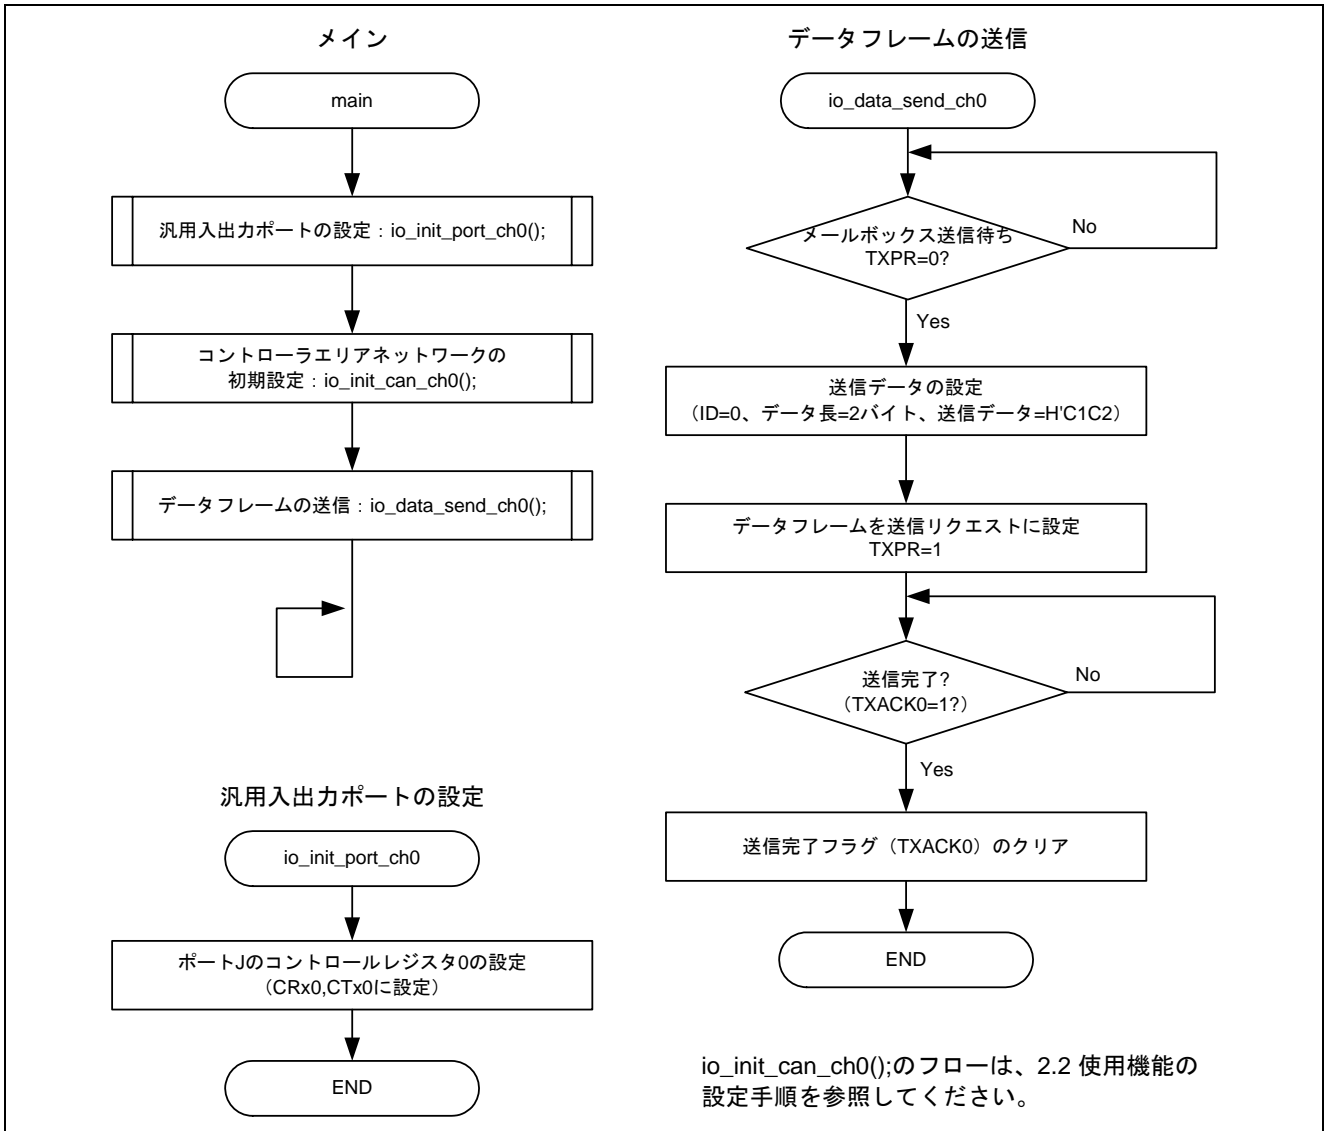 メイン
main
汎用入出力ポートの設定：io_init_port_ch0();
コントローラエリアネットワークの
初期設定：io_init_can_ch0();
データフレームの送信：io_data_send_ch0();
汎用入出力ポートの設定
io_init_port_ch0
ポートJのコントロールレジスタ0の設定
（CRx0,CTx0に設定）
END
データフレームの送信
io_data_send_ch0
メールボックス送信待ち
TXPR=0?
No
Yes
送信データの設定
（ID=0、データ長=2バイト、送信データ=H'C1C2）
データフレームを送信リクエストに設定
TXPR=1
送信完了?
（TXACK0=1?）
No
Yes
送信完了フラグ（TXACK0）のクリア
END
io_init_can_ch0();のフローは、2.2 使用機能の
設定手順を参照してください。